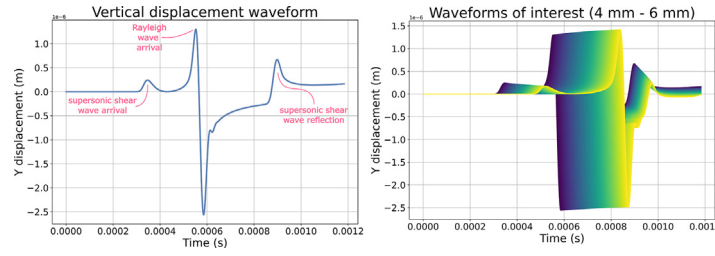 Vertical displacement waveform
1e−6
Y displacement (m)
1.0
0.5
0.0
−0.5
−1.0
−1.5
−2.0
−2.5
Rayleigh
wave
arrival
supersonic shear
wave arrival
supersonic shear
wave reflection
0.0000 0.0002 0.0004 0.0006 0.0008 0.0010 0.0012
Time (s)
Waveforms of interest (4 mm - 6 mm)
1e−6
Y displacement (m)
1.5
1.0
0.5
0.0
−0.5
−1.0
−1.5
−2.0
−2.5
0.0000 0.0002 0.0004 0.0006 0.0008 0.0010 0.0012
Time (s)